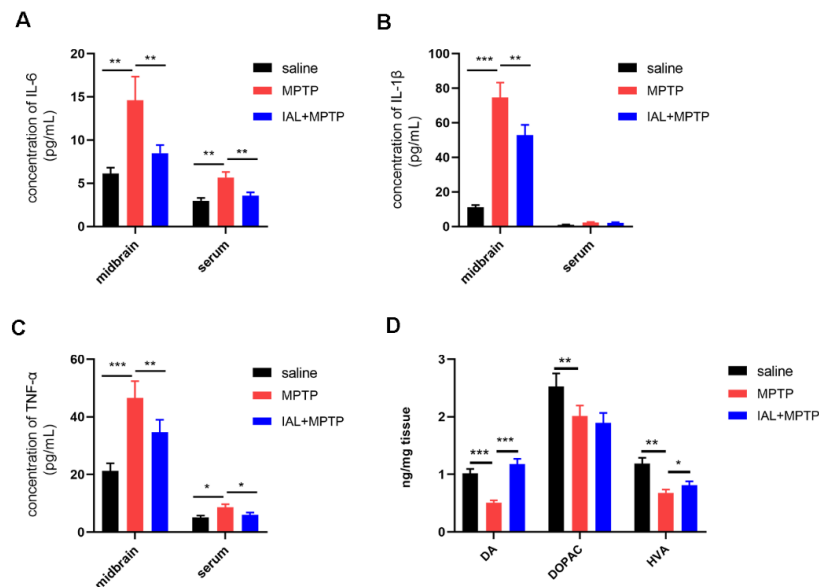 A
concentration of IL-6
(pg/mL)
20
15
10
5
0
** **
** **
midbrain
serum
saline
MPTP
IAL+MPTP
B
concentration of IL-1β
(pg/mL)
100
80
60
40
20
0
*** **
midbrain
serum
saline
MPTP
IAL+MPTP
C
concentration of TNF-α
(pg/mL)
60
40
20
0
*** **
* *
midbrain
serum
saline
MPTP
IAL+MPTP
D
ng/mg tissue
3
2
1
0
*** ***
**
** *
DA
DOPAC
HVA
saline
MPTP
IAL+MPTP